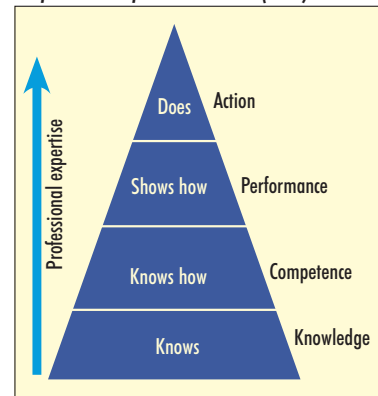 Professional expertise
Does
Action
Shows how
Performance
Knows how
Competence
Knows
Knowledge